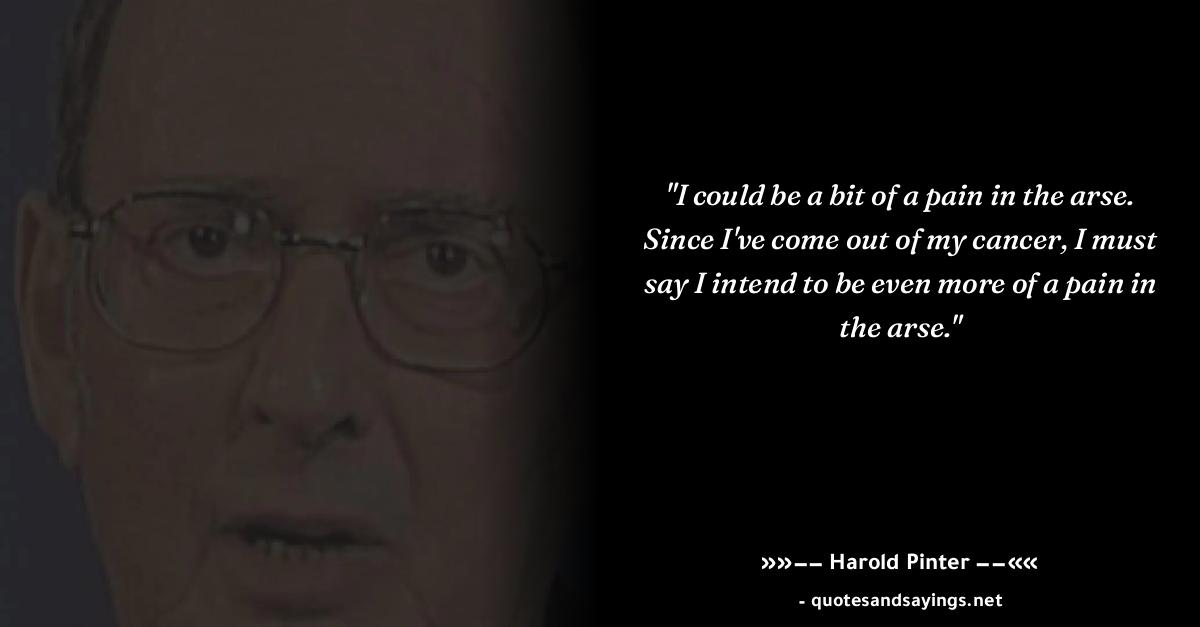 "I could be a bit of a pain in the arse.
Since I've come out of my cancer, I must
say I intend to be even more of a pain in
the arse."
»»−− Harold Pinter −−««
- quotesandsayings.net